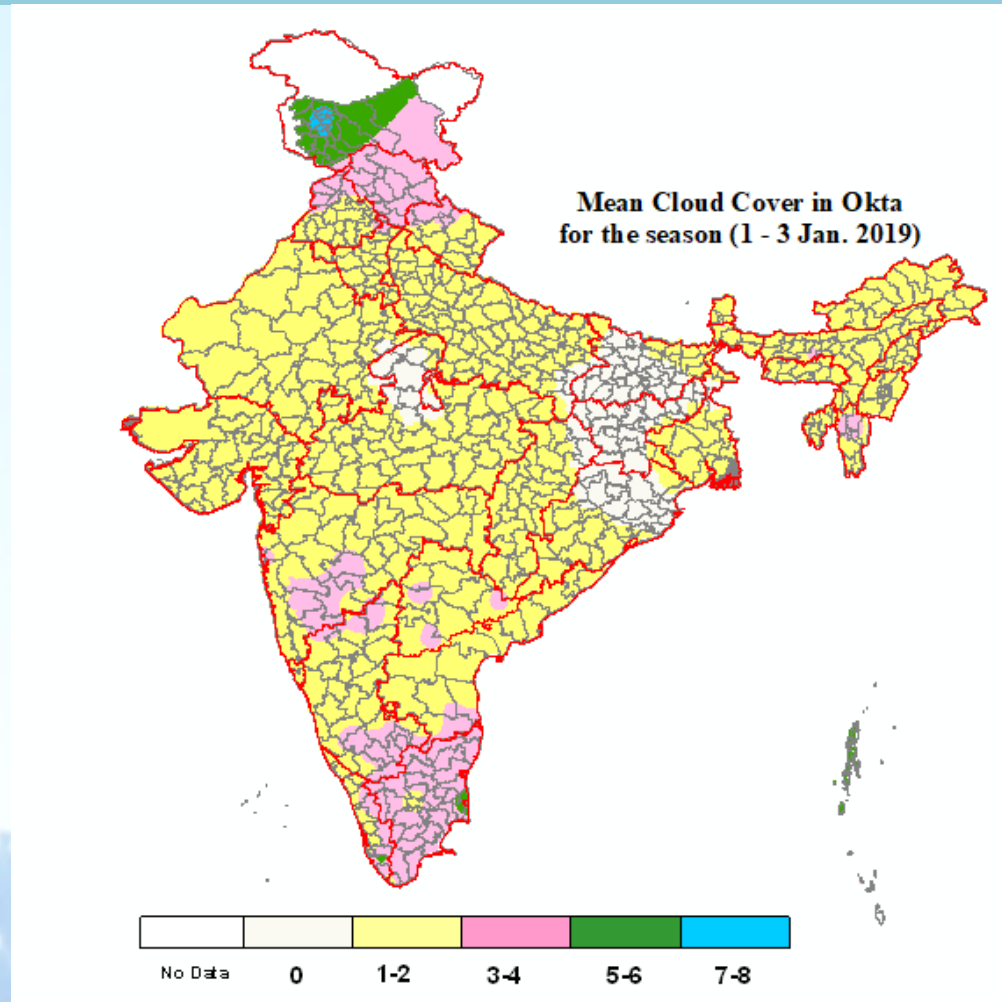 Mean Cloud Cover in Okta
for the season (1 - 3 Jan. 2019)
No Data 0 1-2 3-4 5-6 7-8